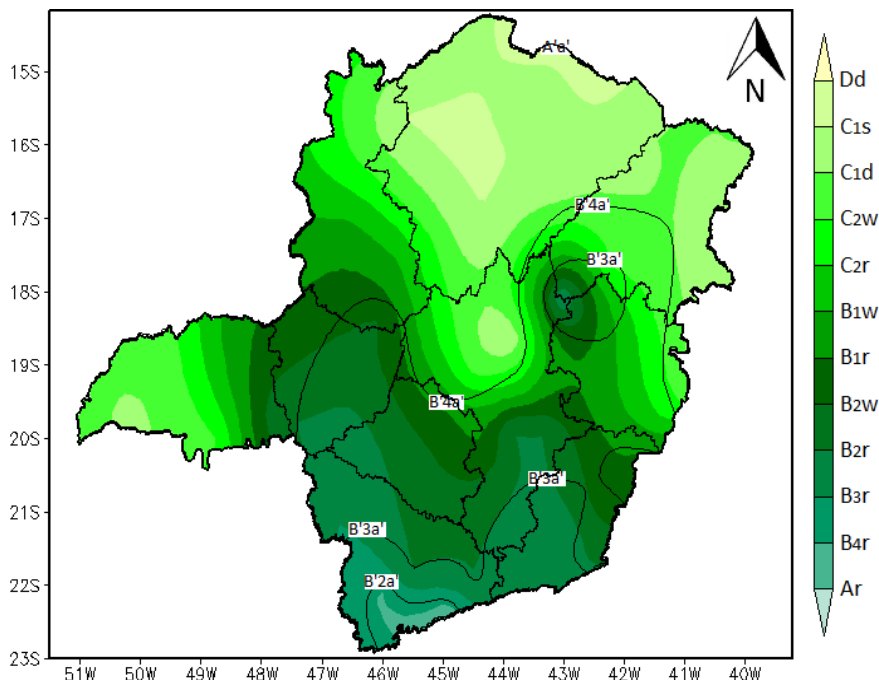 A'a'
N
15S
16S
17S
18S
19S
20S
21S
22S
23S
B'4a'
B'3a'
B'4a'
B'3a'
B'3a'
B'2a'
51W 50W 49W 48W 47W 46W 45W 44W 43W 42W 41W 40W
Dd
C1s
C1d
C2w
C2r
B1w
B1r
B2w
B2r
B3r
B4r
Ar